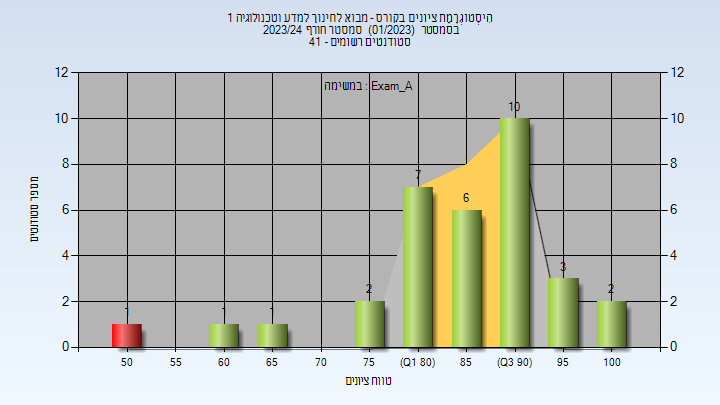 הִיסְטוֹגְרָמַת ציונים בקורס - מבוא לחינוך למדע וטכנולוגיה 1
בסמסטר (01/2023) סמסטר חורף 2023/24
סטודנטים רשומים - 41
במשימה : Exam_A
מספר סטודנטים
12 12
10 10
8 8
6 6
4 4
2 2
0 0
1 1 1 2 7 6 10 3 2
50 55 60 65 70 75 (Q1 80) 85 (Q3 90) 95 100
טווח ציונים